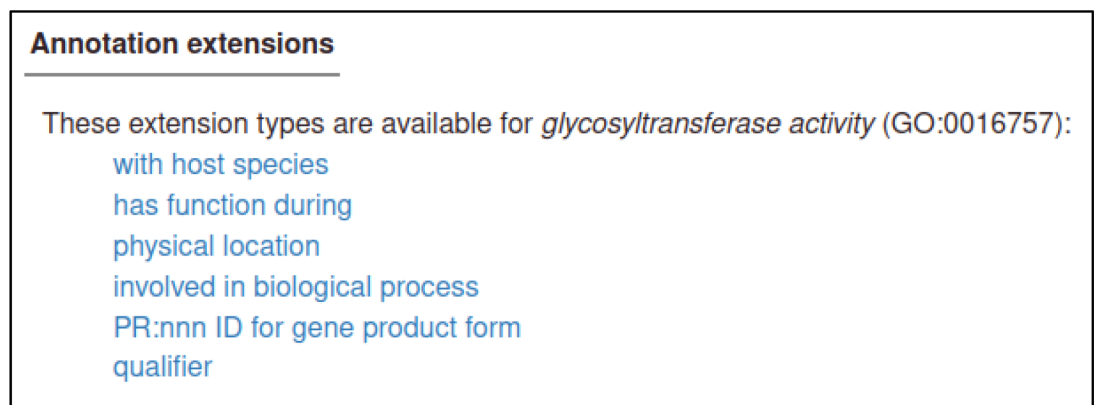 Annotation extensions
These extension types are available for glycosyltransferase activity (GO:0016757):
with host species
has function during
physical location
involved in biological process
PR:nnn ID for gene product form
qualifier